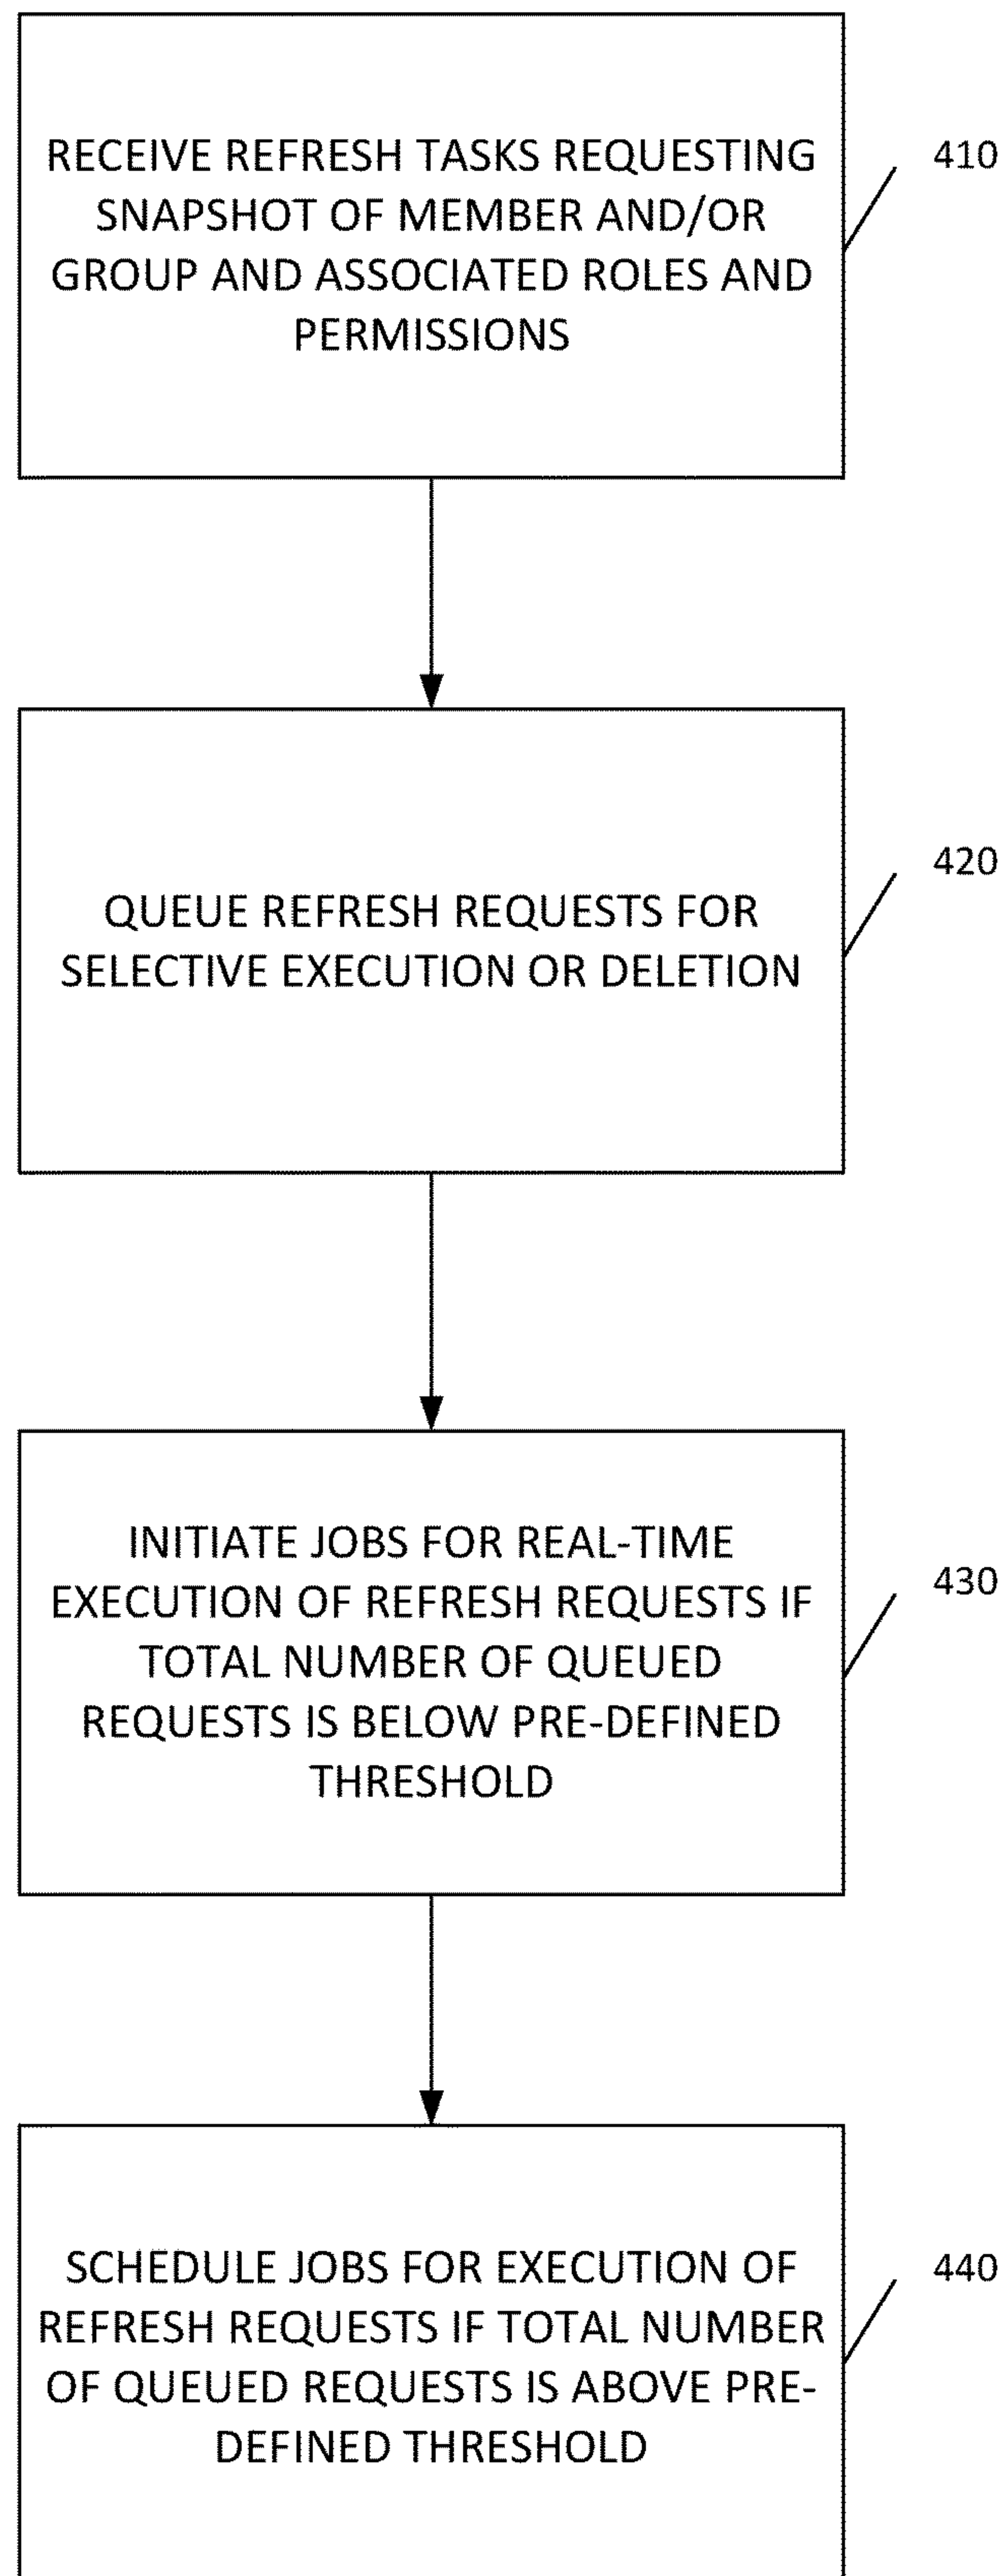 RECEIVE REFRESH TASKS REQUESTING
SNAPSHOT OF MEMBER AND/OR
GROUP AND ASSOCIATED ROLES AND
PERMISSIONS
410
QUEUE REFRESH REQUESTS FOR
SELECTIVE EXECUTION OR DELETION
420
INITIATE JOBS FOR REAL-TIME
EXECUTION OF REFRESH REQUESTS IF
TOTAL NUMBER OF QUEUED
REQUESTS IS BELOW PRE-DEFINED
THRESHOLD
430
SCHEDULE JOBS FOR EXECUTION OF
REFRESH REQUESTS IF TOTAL NUMBER
OF QUEUED REQUESTS IS ABOVE PRE-
DEFINED THRESHOLD
440